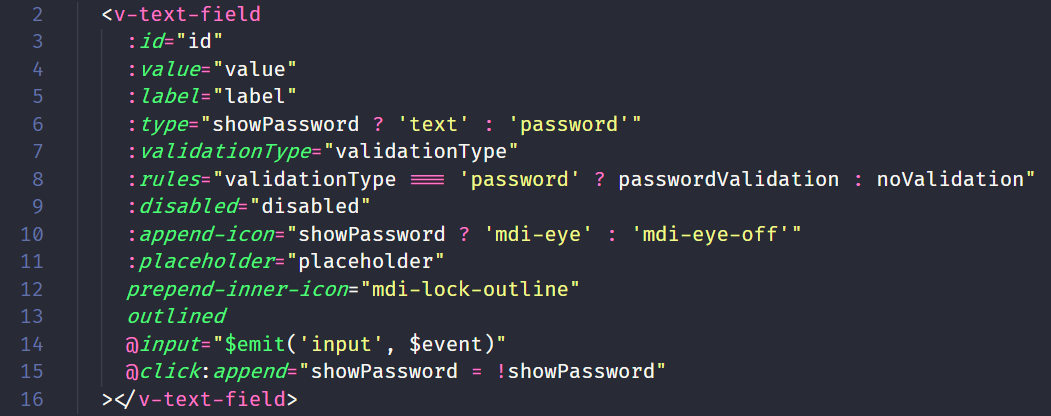 2 <v-text-field
3 :id="id"
4 :value="value"
5 :label="label"
6 :type="showPassword ? 'text' : 'password'"
7 :validationType="validationType"
8 :rules="validationType === 'password' ? passwordValidation : noValidation"
9 :disabled="disabled"
10 :append-icon="showPassword ? 'mdi-eye' : 'mdi-eye-off'"
11 :placeholder="placeholder"
12 prepend-inner-icon="mdi-lock-outline"
13 outlined
14 @input="$emit('input', $event)"
15 @click:append="showPassword = !showPassword"
16 ></v-text-field>